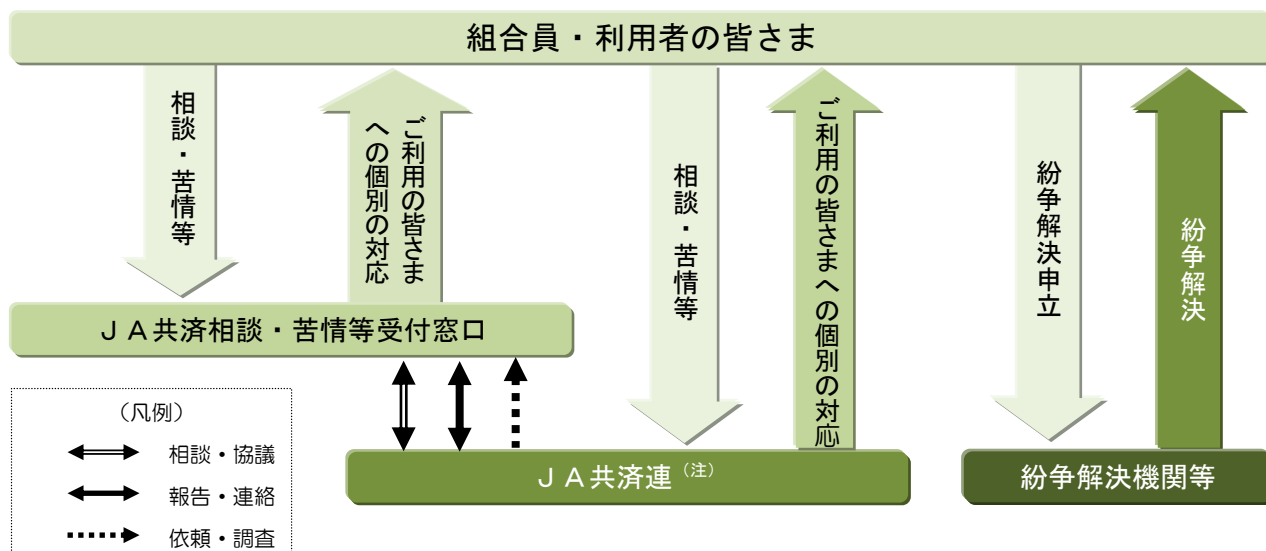 組合員・利用者の皆さま
相談・苦情等
ご利用の皆さま
への個別の対応
相談・苦情等
ご利用の皆さまへの個別の対応
紛争解決申立
紛争解決
ＪＡ共済相談・苦情等受付窓口
（凡例）
相談・協議
報告・連絡
依頼・調査
ＪＡ共済連（注）
紛争解決機関等